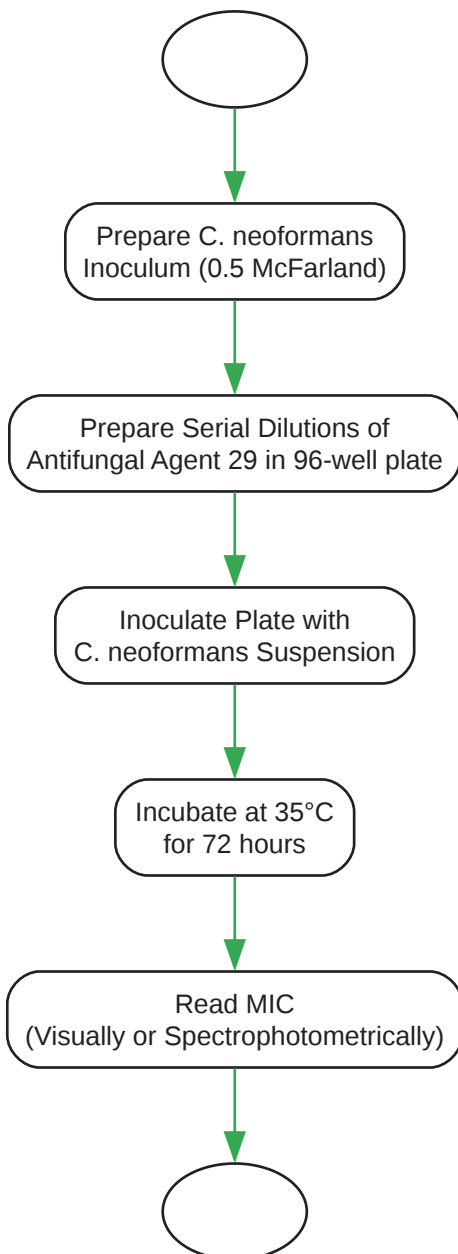 Prepare C. neoformans
Inoculum (0.5 McFarland)
Prepare Serial Dilutions of
Antifungal Agent 29 in 96-well plate
Inoculate Plate with
C. neoformans Suspension
Incubate at 35°C
for 72 hours
Read MIC
(Visually or Spectrophotometrically)